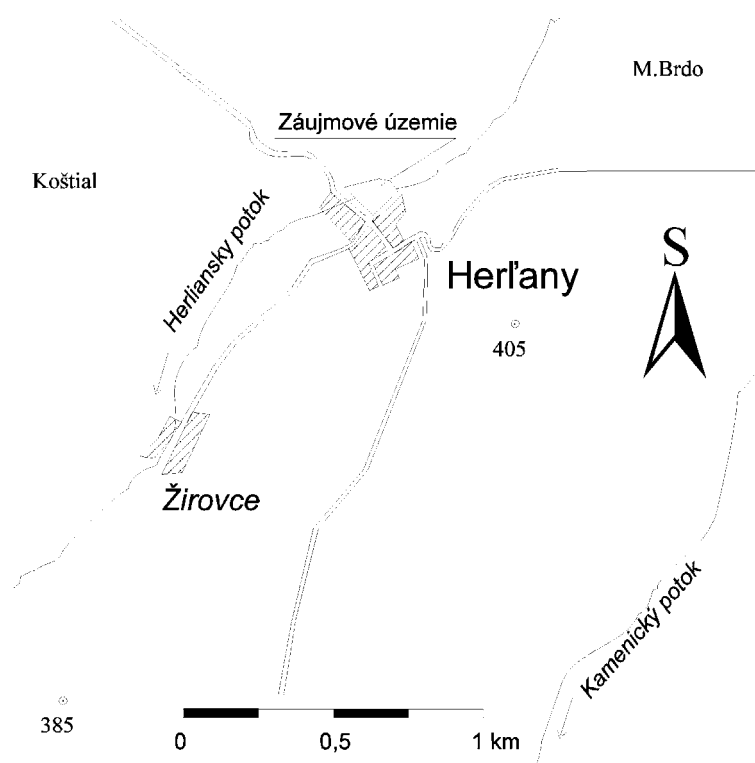 M.Brdo
Záujmové územie
Koštial
Herliansky potok
Herľany
S
405
Žirovce
Kamenický potok
385
0
0,5
1 km